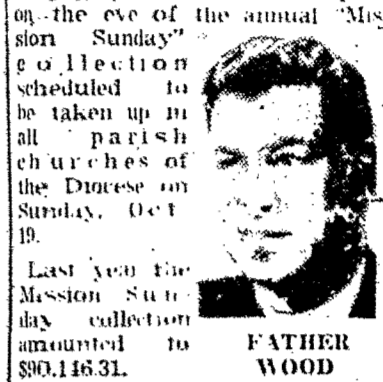 on the eve of the annual "Mis
sion Sunday"
collection
scheduled to
be taken up in
all parish
churches of
the Diocese on
Sunday, Oct
19.
Last year the
Mission Sun-
day collection
amounted to
$90,146.31.
FATHER
WOOD